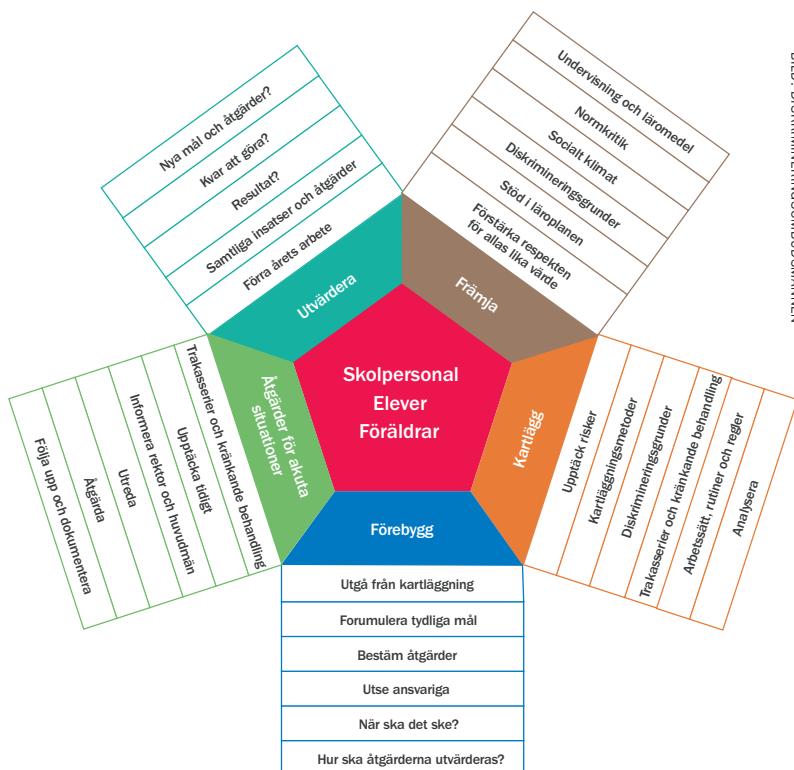 Skolpersonal
Elever
Föräldrar
Främja
Förstärka respekten
för allas lika värde
Stöd i läroplanen
Diskrimineringsgrunder
Socialt klimat
Normkritik
Undervisning och läromedel
Kartlägg
Upptäck risker
Kartläggningsmetoder
Diskrimineringsgrunder
Trakasserier och kränkande behandling
Arbetssätt, rutiner och regler
Analysera
Förebygg
Utgå från kartläggning
Forumulera tydliga mål
Bestäm åtgärder
Utse ansvariga
När ska det ske?
Hur ska åtgärderna utvärderas?
Åtgärder för akuta
situationer
Trakasserier och kränkande behandling
Upptäcka tidigt
Informera rektor och huvudmän
Utreda
Åtgärda
Följa upp och dokumentera
Utvärdera
Förra årets arbete
Samtliga insatser och åtgärder
Resultat?
Kvar att göra?
Nya mål och åtgärder?